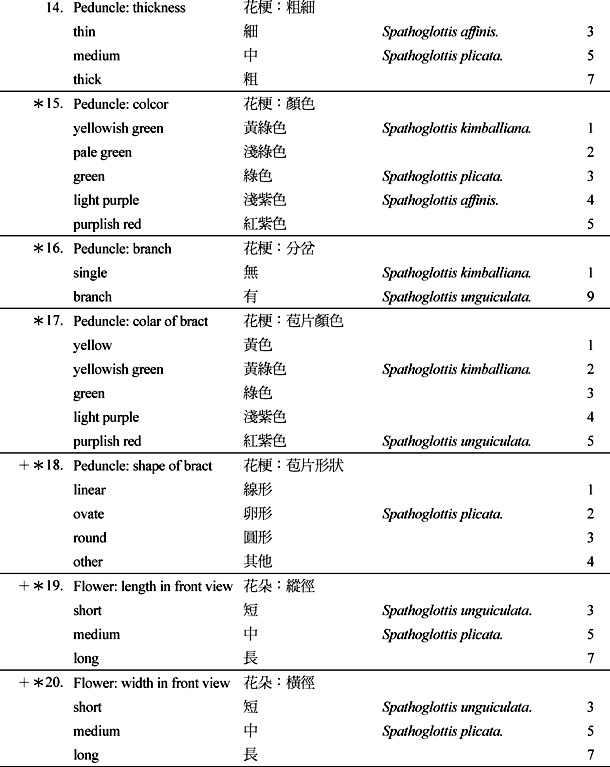 14. Peduncle: thickness 花梗：粗細
thin 細 Spathoglottis affinis. 3
medium 中 Spathoglottis plicata. 5
thick 粗 7
＊15. Peduncle: colcor 花梗：顏色
yellowish green 黃綠色 Spathoglottis kimballiana. 1
pale green 淺綠色 2
green 綠色 Spathoglottis plicata. 3
light purple 淺紫色 Spathoglottis affinis. 4
purplish red 紅紫色 5
＊16. Peduncle: branch 花梗：分岔
single 無 Spathoglottis kimballiana. 1
branch 有 Spathoglottis unguiculata. 9
＊17. Peduncle: colar of bract 花梗：苞片顏色
yellow 黃色 1
yellowish green 黃綠色 Spathoglottis kimballiana. 2
green 綠色 3
light purple 淺紫色 4
purplish red 紅紫色 Spathoglottis unguiculata. 5
＋＊18. Peduncle: shape of bract 花梗：苞片形狀
linear 線形 1
ovate 卵形 Spathoglottis plicata. 2
round 圓形 3
other 其他 4
＋＊19. Flower: length in front view 花朵：縱徑
short 短 Spathoglottis unguiculata. 3
medium 中 Spathoglottis plicata. 5
long 長 7
＋＊20. Flower: width in front view 花朵：橫徑
short 短 Spathoglottis unguiculata. 3
medium 中 Spathoglottis plicata. 5
long 長 7